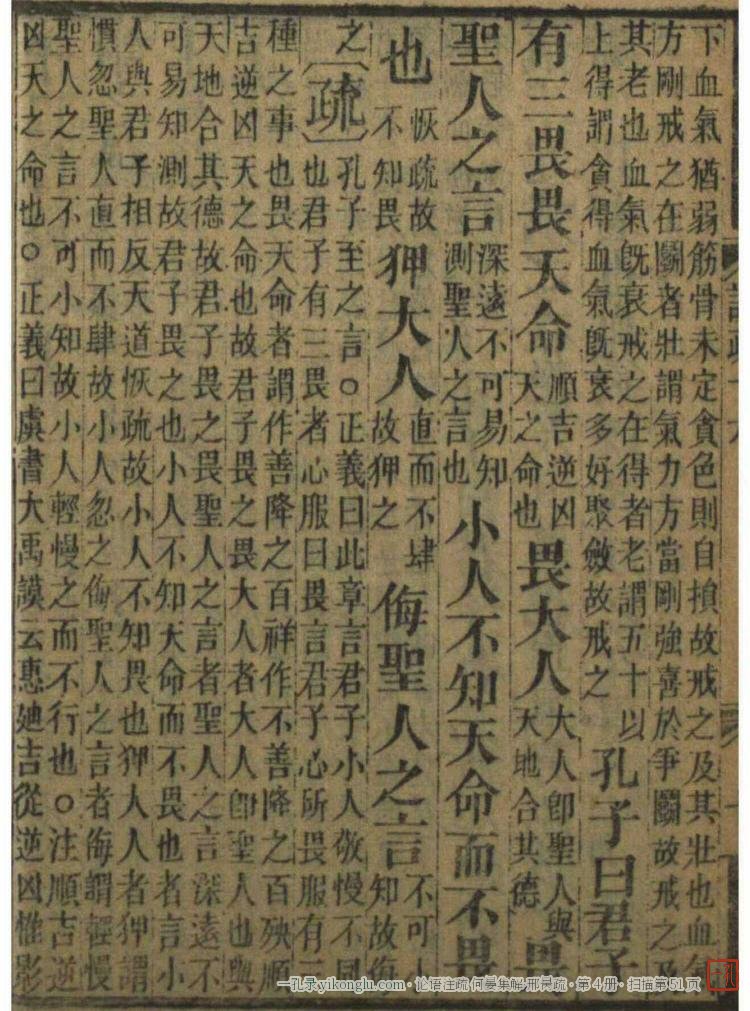 下血氣猶弱筋骨未定貪色則自損故戒之及其壯也血氣
方剛戒之在鬭者壯謂氣力方當剛強喜於爭鬭故戒之及
其老也血氣既衰戒之在得者老謂五十以
上得謂貪得血氣既衰多好聚斂故戒之
孔子曰君子
有三畏畏天命
順吉逆凶
天之命也
畏大人
大人卽聖人與
天地合其德
畏
聖人之言
深遠不可易知
測聖人之言也
小人不知天命而不畏
也
恢疏故
不知畏
狎大人
直而不肆
故狎之
侮聖人之言
不可小
知故侮
之
疏
孔子至之言○正義曰此章言君子小人敬慢不同
也君子有三畏者心服曰畏言君子心所畏服有三
種之事也畏天命者謂作善降之百祥作不善降之百殃順
吉逆凶天之命也故君子畏之畏大人者大人卽聖人也與
天地合其德故君子畏之畏聖人之言者聖人之言深遠不
可易知測故君子畏之也小人不知天命而不畏也者言小
人與君子相反天道恢疏故小人不知畏也狎大人者狎謂
慣忽聖人直而不肆故小人忽之侮聖人之言者侮謂輕慢
聖人之言不可小知故小人輕慢之而不行也○注順吉逆
凶天之命也○正義曰虞書大禹謨云惠廸吉從逆凶惟影
一孔录yikonglu.com·论语注疏·何晏集解·邢昺疏·第4册·扫描第51页